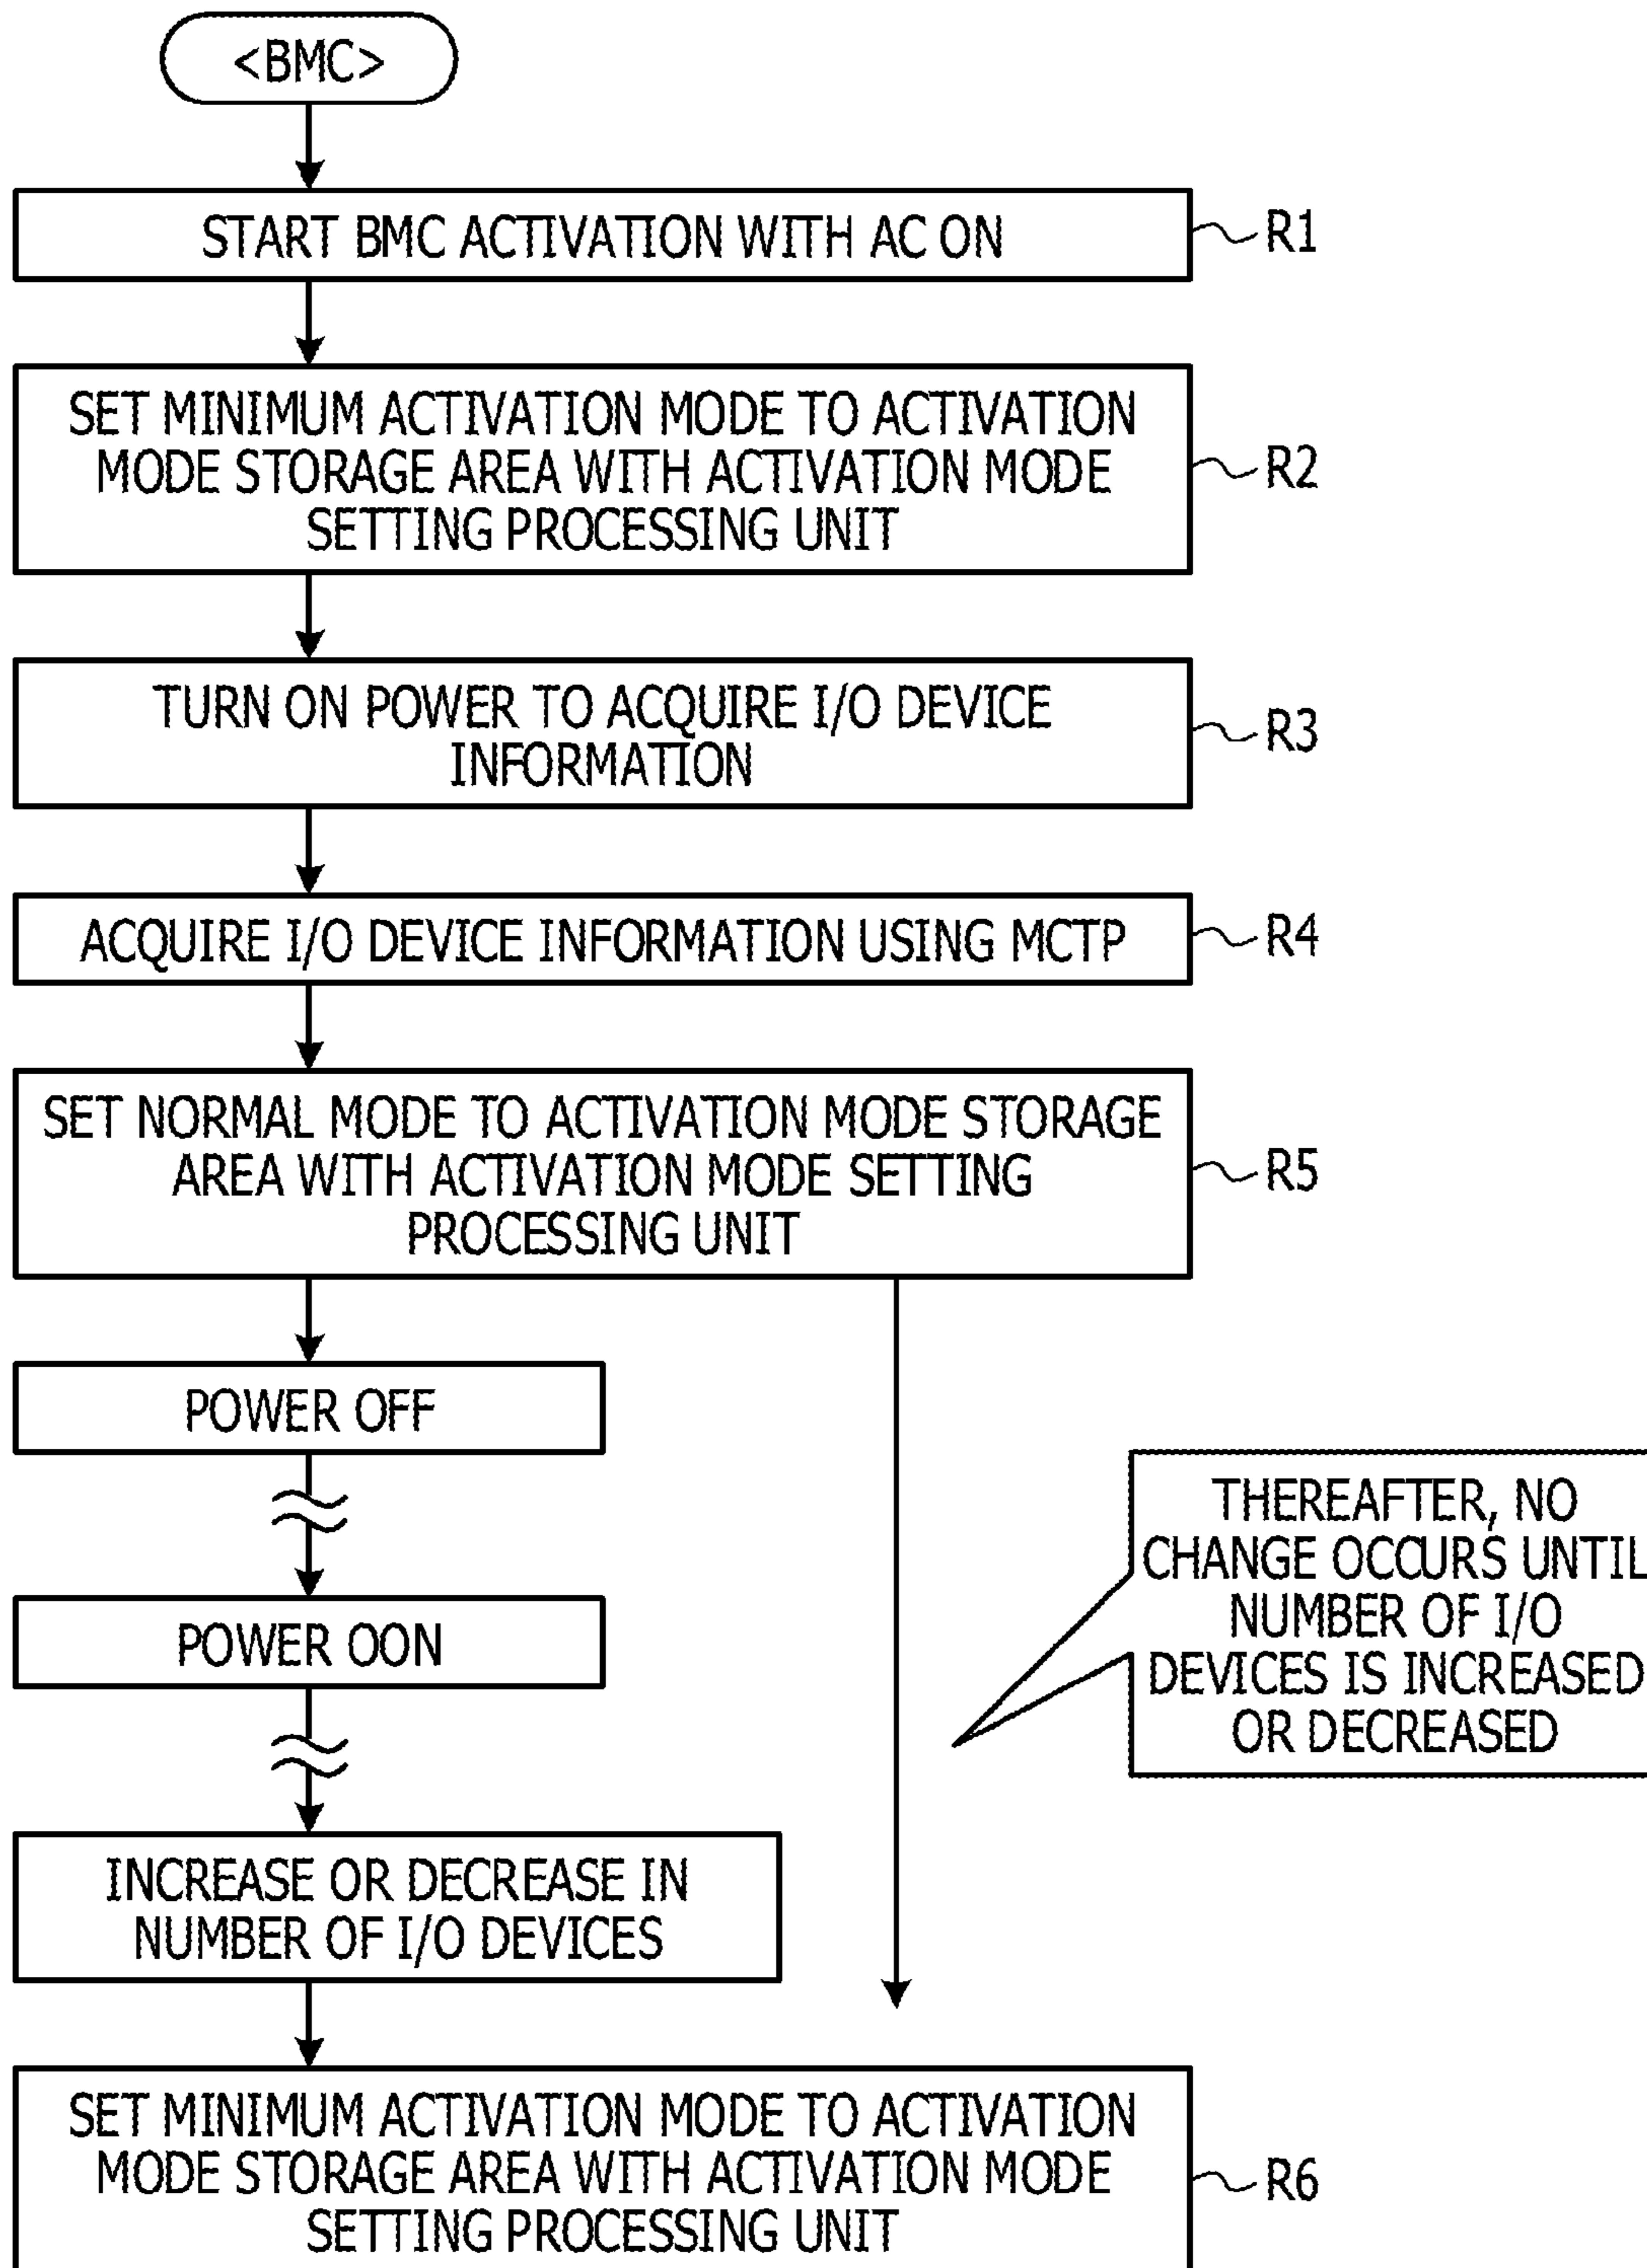 <BMC>
START BMC ACTIVATION WITH AC ON
R1
SET MINIMUM ACTIVATION MODE TO ACTIVATION
MODE STORAGE AREA WITH ACTIVATION MODE
SETTING PROCESSING UNIT
R2
TURN ON POWER TO ACQUIRE I/O DEVICE
INFORMATION
R3
ACQUIRE I/O DEVICE INFORMATION USING MCTP
R4
SET NORMAL MODE TO ACTIVATION MODE STORAGE
AREA WITH ACTIVATION MODE SETTING
PROCESSING UNIT
R5
POWER OFF
POWER OON
THEREAFTER, NO
CHANGE OCCURS UNTIL
NUMBER OF I/O
DEVICES IS INCREASED
OR DECREASED
INCREASE OR DECREASE IN
NUMBER OF I/O DEVICES
SET MINIMUM ACTIVATION MODE TO ACTIVATION
MODE STORAGE AREA WITH ACTIVATION MODE
SETTING PROCESSING UNIT
R6